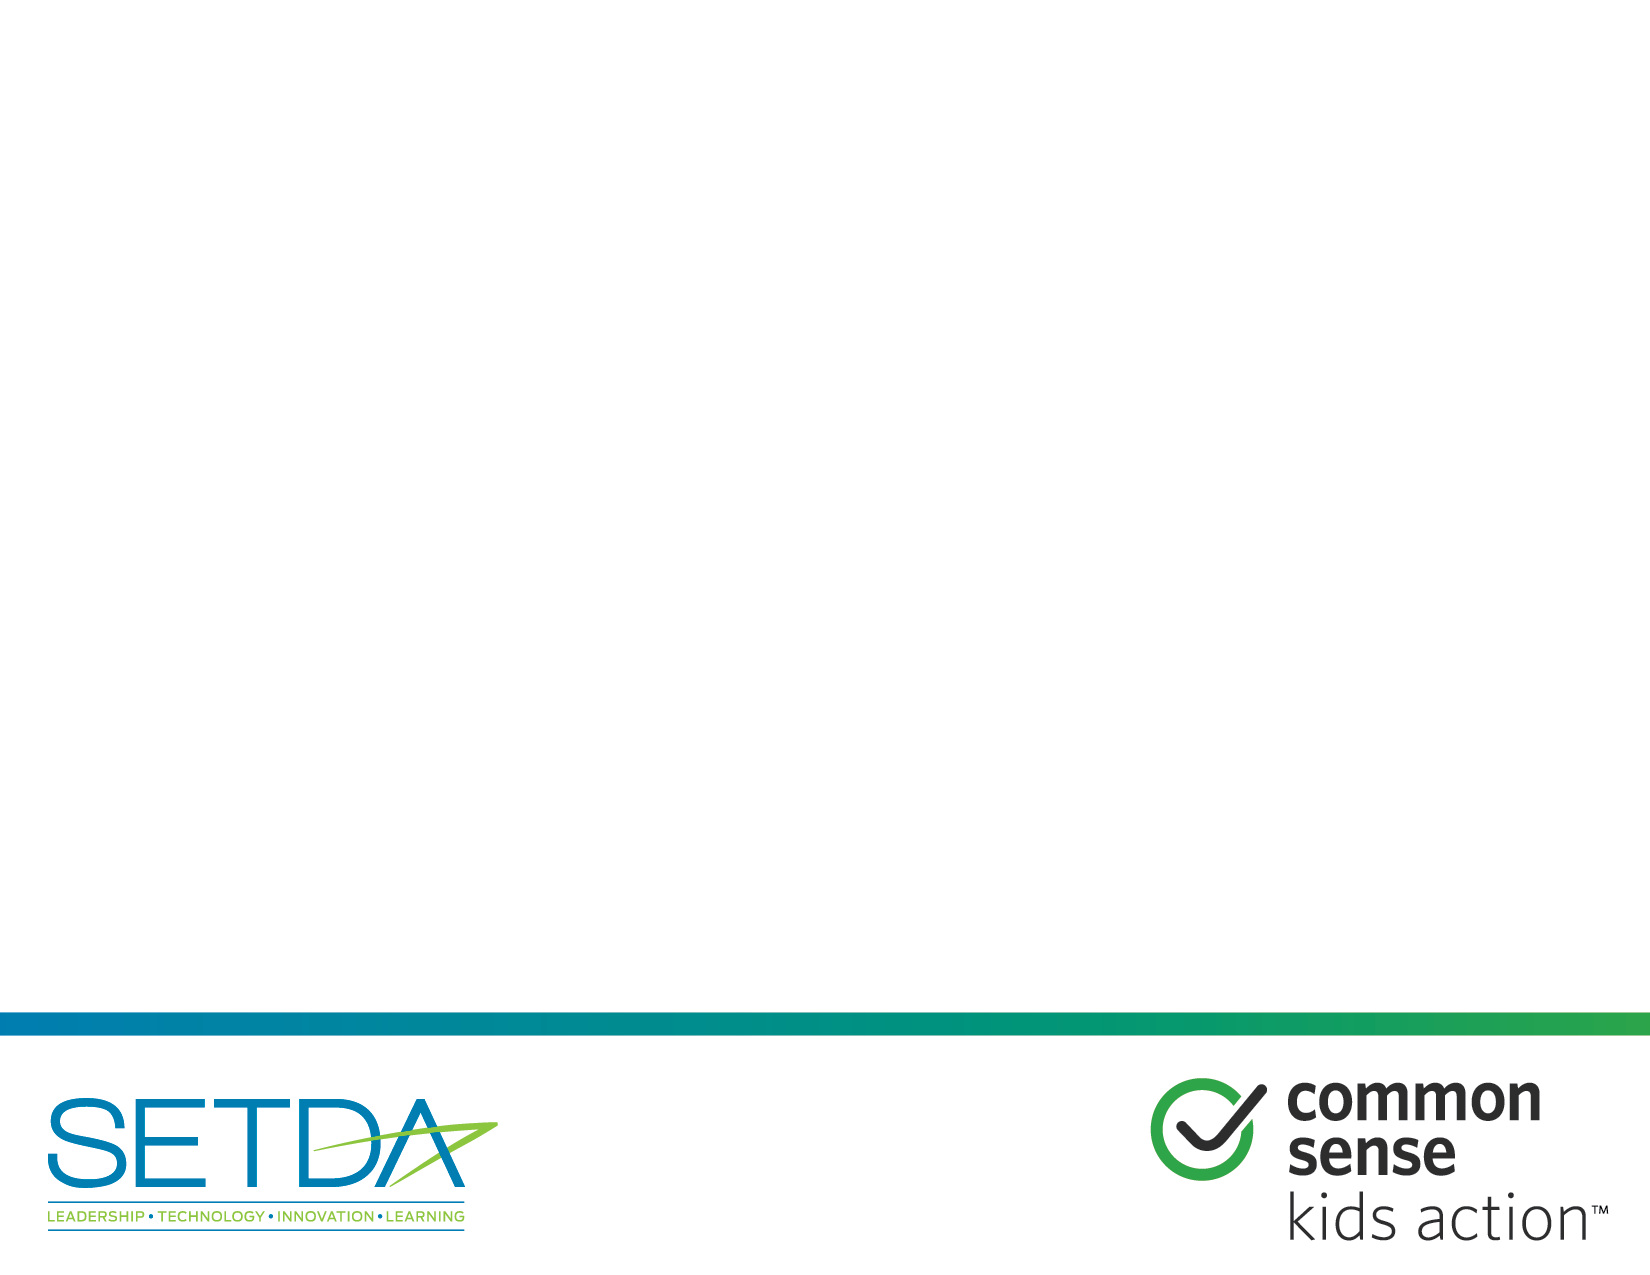 SETDA
LEADERSHIP • TECHNOLOGY • INNOVATION • LEARNING
common
sense
kids action™